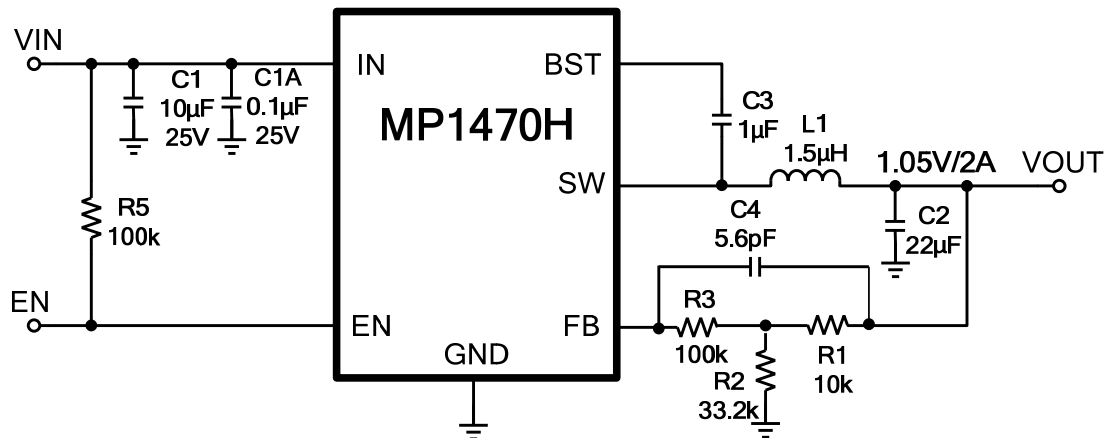 VIN
IN
BST
C1
10µF
25V
C1A
0.1µF
25V
MP1470H
C3
1µF
L1
1.5µH
SW
1.05V/2A
VOUT
R5
100k
C4
5.6pF
C2
22µF
EN
EN
FB
GND
R3
100k
R1
10k
R2
33.2k